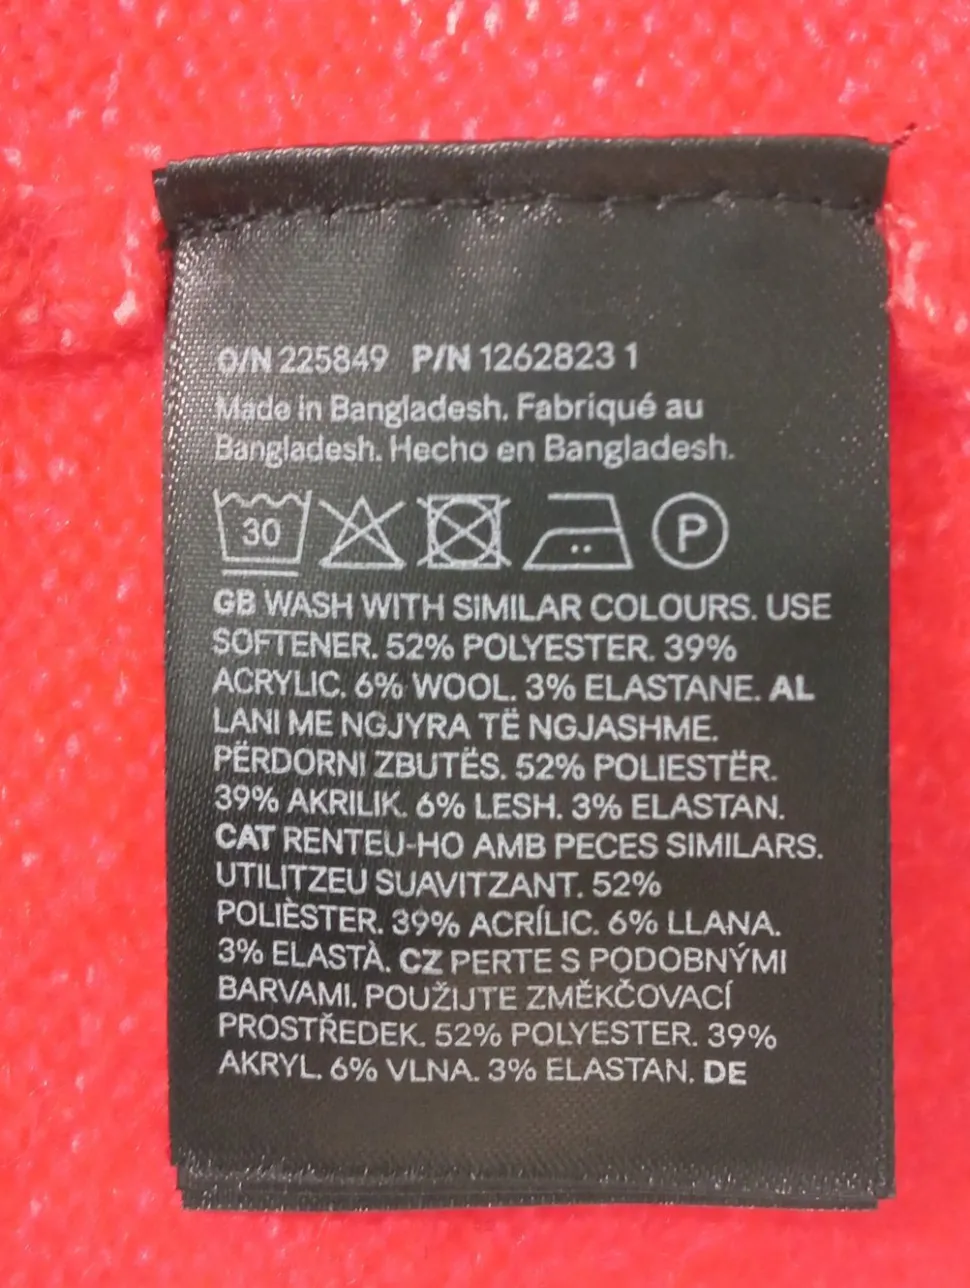 O/N 225849 P/N 1262823 1
Made in Bangladesh. Fabriqué au
Bangladesh. Hecho en Bangladesh.
30 P
GB WASH WITH SIMILAR COLOURS. USE
SOFTENER. 52% POLYESTER. 39%
ACRYLIC. 6% WOOL. 3% ELASTANE. AL
LANI ME NGJYRA TË NGJASHME.
PËRDORNI ZBUTËS. 52% POLIESTËR.
39% AKRILIK. 6% LESH. 3% ELASTAN.
CAT RENTEU-HO AMB PECES SIMILARS.
UTILITZEU SUAVITZANT. 52%
POLIÈSTER. 39% ACRÍLIC. 6% LLANA.
3% ELASTÀ. CZ PERTE S PODOBNÝMI
BARVAMI. POUŽIJTE ZMĚKČOVACÍ
PROSTŘEDEK. 52% POLYESTER. 39%
AKRYL. 6% VLNA. 3% ELASTAN. DE